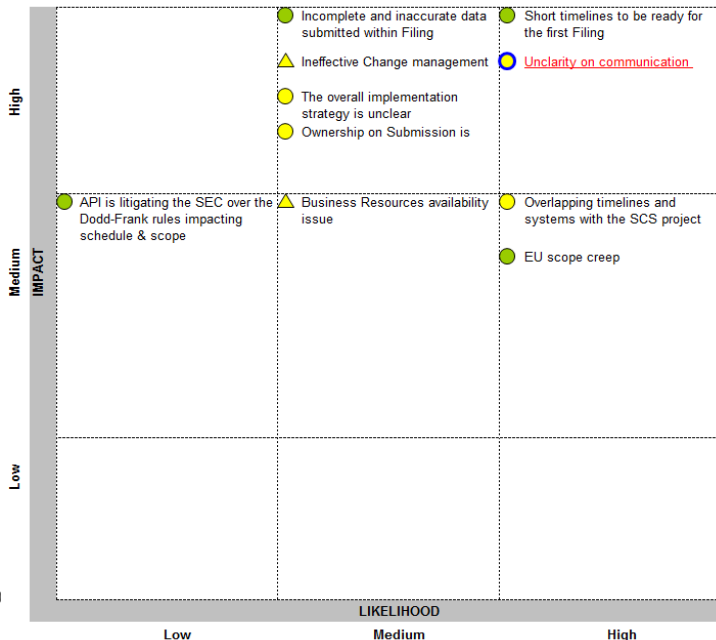 High
Incomplete and inaccurate data
submitted within Filing
Ineffective Change management
The overall implementation
strategy is unclear
Ownership on Submission is
Short timelines to be ready for
the first Filing
Unclarity on communication
Medium
IMPACT
API is litigating the SEC over the
Dodd-Frank rules impacting
schedule & scope
Business Resources availability
issue
Overlapping timelines and
systems with the SCS project
EU scope creep
Low
LIKELIHOOD
Low
Medium
High